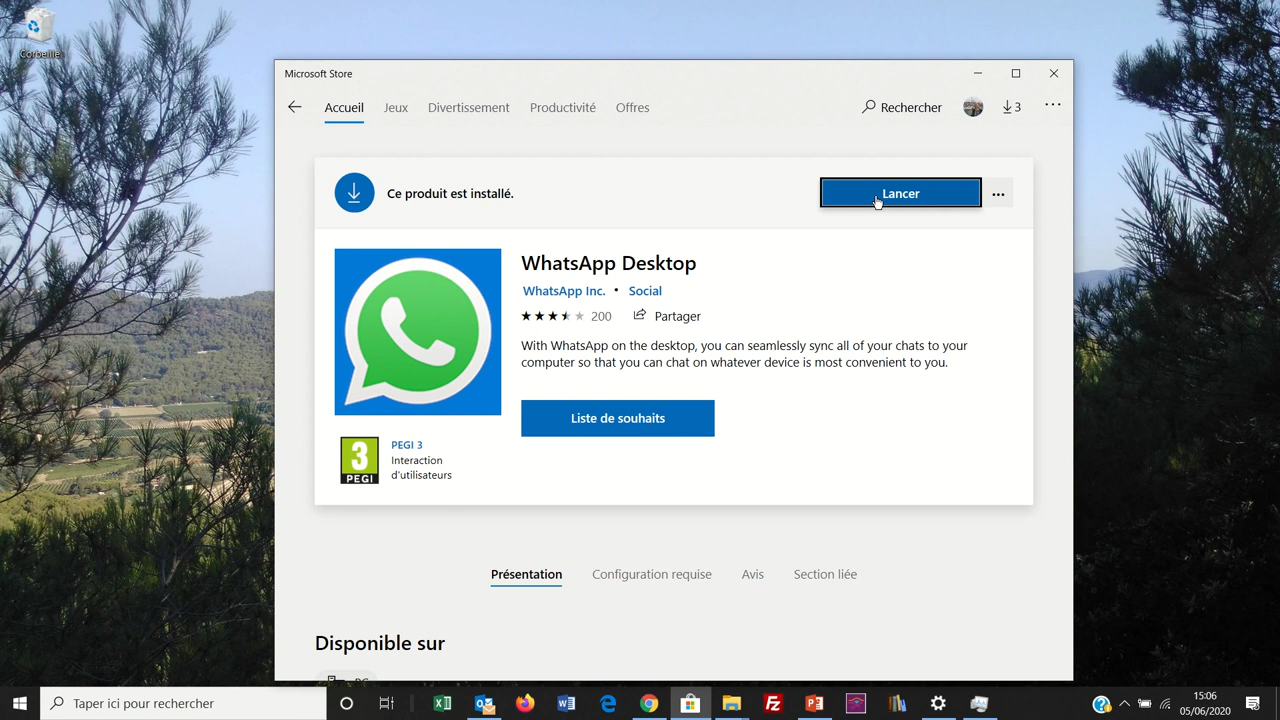 Corbeille
Microsoft Store
Accueil Jeux Divertissement Productivité Offres Rechercher 3
Ce produit est installé. Lancer
WhatsApp Desktop
WhatsApp Inc. • Social
200 Partager
With WhatsApp on the desktop, you can seamlessly sync all of your chats to your
computer so that you can chat on whatever device is most convenient to you.
Liste de souhaits
3
PEGI
PEGI 3
Interaction
d'utilisateurs
Présentation Configuration requise Avis Section liée
Disponible sur
PC
Taper ici pour rechercher
15:06
05/06/2020